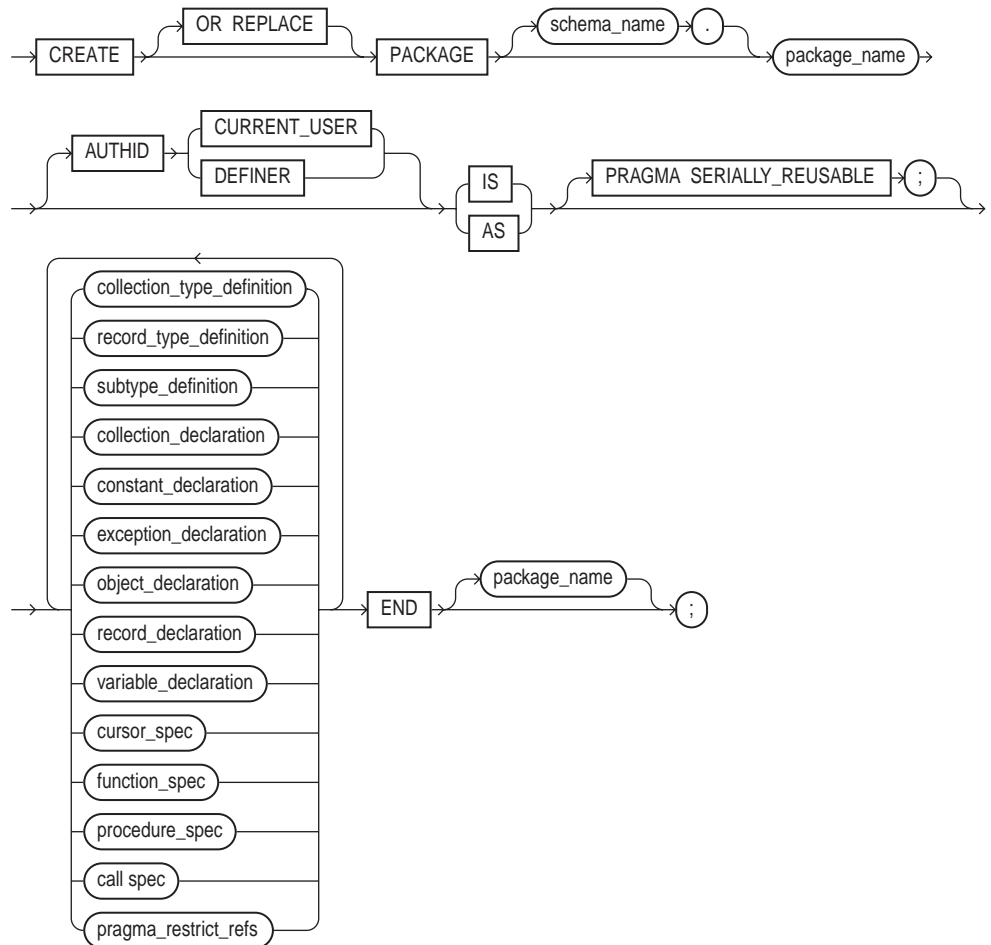 CREATE OR REPLACE PACKAGE schema_name . package_name
AUTHID CURRENT_USER
DEFINER
IS
AS
PRAGMA SERIALLY_REUSABLE ;
collection_type_definition
record_type_definition
subtype_definition
collection_declaration
constant_declaration
exception_declaration
object_declaration
record_declaration
variable_declaration
cursor_spec
function_spec
procedure_spec
call spec
pragma_restrict_refs
END package_name ;